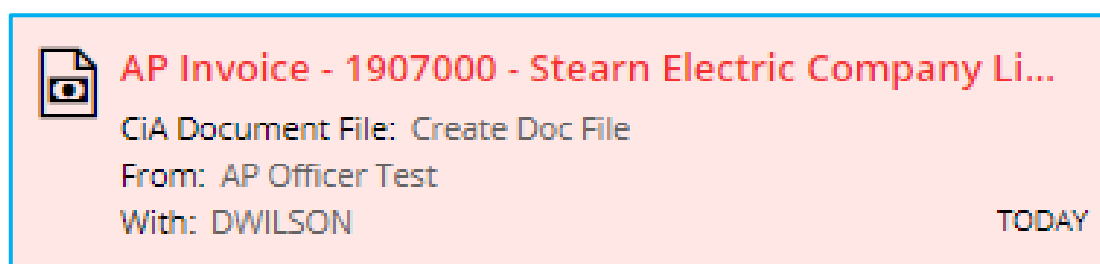 AP Invoice - 1907000 - Stearn Electric Company Li...
CiA Document File: Create Doc File
From: AP Officer Test
With: DWILSON
TODAY